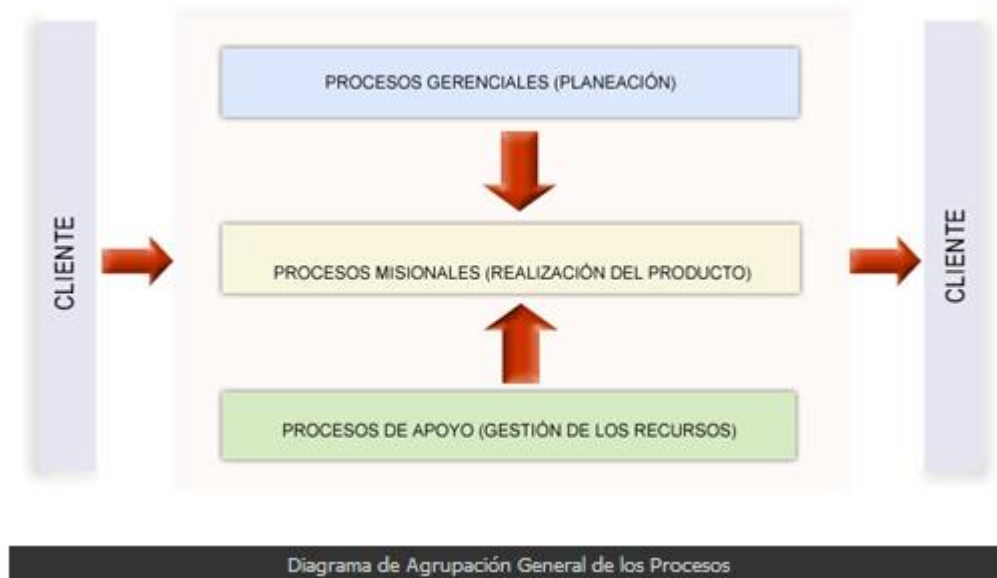 CLIENTE
PROCESOS GERENCIALES (PLANEACIÓN)
PROCESOS MISIONALES (REALIZACIÓN DEL PRODUCTO)
PROCESOS DE APOYO (GESTIÓN DE LOS RECURSOS)
CLIENTE
Diagrama de Agrupación General de los Procesos